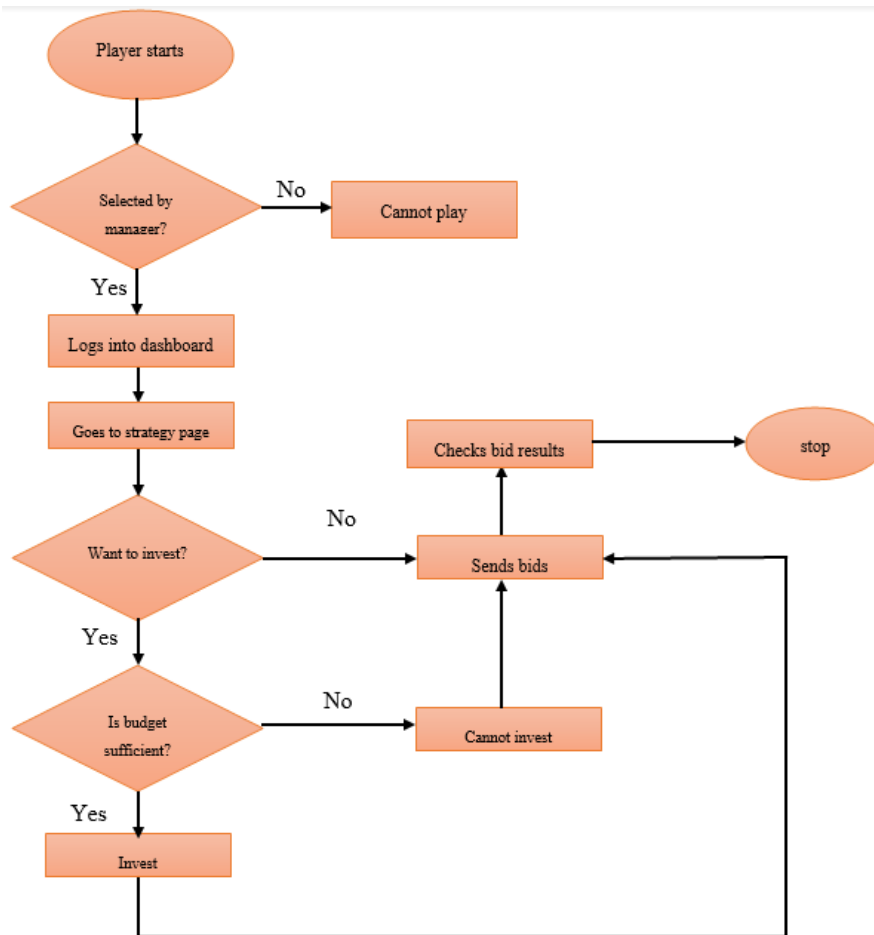 Player starts
Selected by
manager?
No
Cannot play
Yes
Logs into dashboard
Goes to strategy page
Checks bid results
stop
Want to invest?
No
Sends bids
Yes
Is budget
sufficient?
No
Cannot invest
Yes
Invest